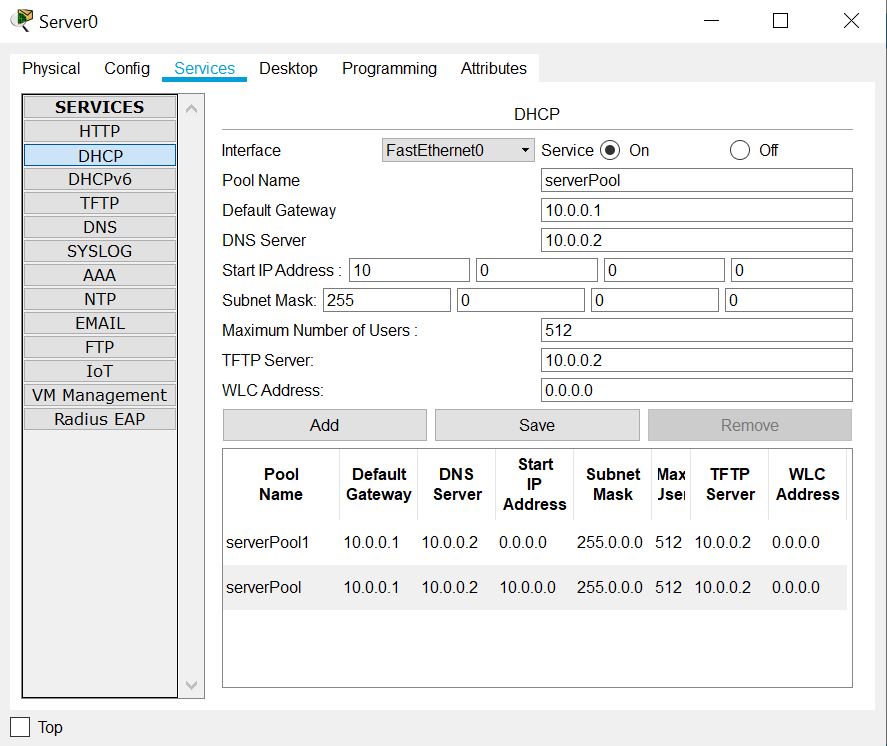 Server0
Physical Config Services Desktop Programming Attributes
SERVICES
HTTP
DHCP
DHCPv6
TFTP
DNS
SYSLOG
AAA
NTP
EMAIL
FTP
IoT
VM Management
Radius EAP
DHCP
Interface FastEthernet0 Service On Off
Pool Name serverPool
Default Gateway 10.0.0.1
DNS Server 10.0.0.2
Start IP Address : 10 0 0 0
Subnet Mask: 255 0 0 0
Maximum Number of Users : 512
TFTP Server: 10.0.0.2
WLC Address: 0.0.0.0
Add Save Remove
Pool Name Default Gateway DNS Server Start IP Address Subnet Mask Max User TFTP Server WLC Address
serverPool1 10.0.0.1 10.0.0.2 0.0.0.0 255.0.0.0 512 10.0.0.2 0.0.0.0
serverPool 10.0.0.1 10.0.0.2 10.0.0.0 255.0.0.0 512 10.0.0.2 0.0.0.0
Top